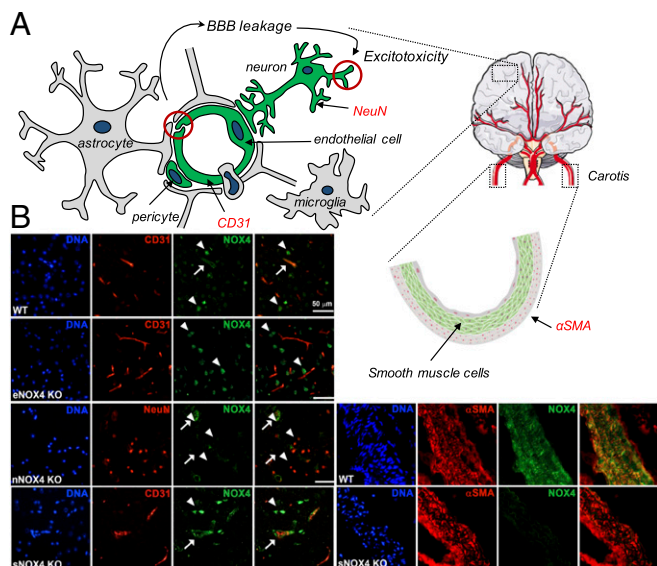 A
BBB leakage
neuron
Excitotoxicity
NeuN
astrocyte
endothelial cell
Carotis
pericyte
CD31
microglia
αSMA
Smooth muscle cells
B
DNA CD31 NOX4
WT
50 μm
DNA CD31 NOX4
eNOX4 KO
DNA NeuN NOX4
nNOX4 KO
DNA CD31 NOX4
sNOX4 KO
DNA αSMA NOX4
WT
DNA αSMA NOX4
sNOX4 KO